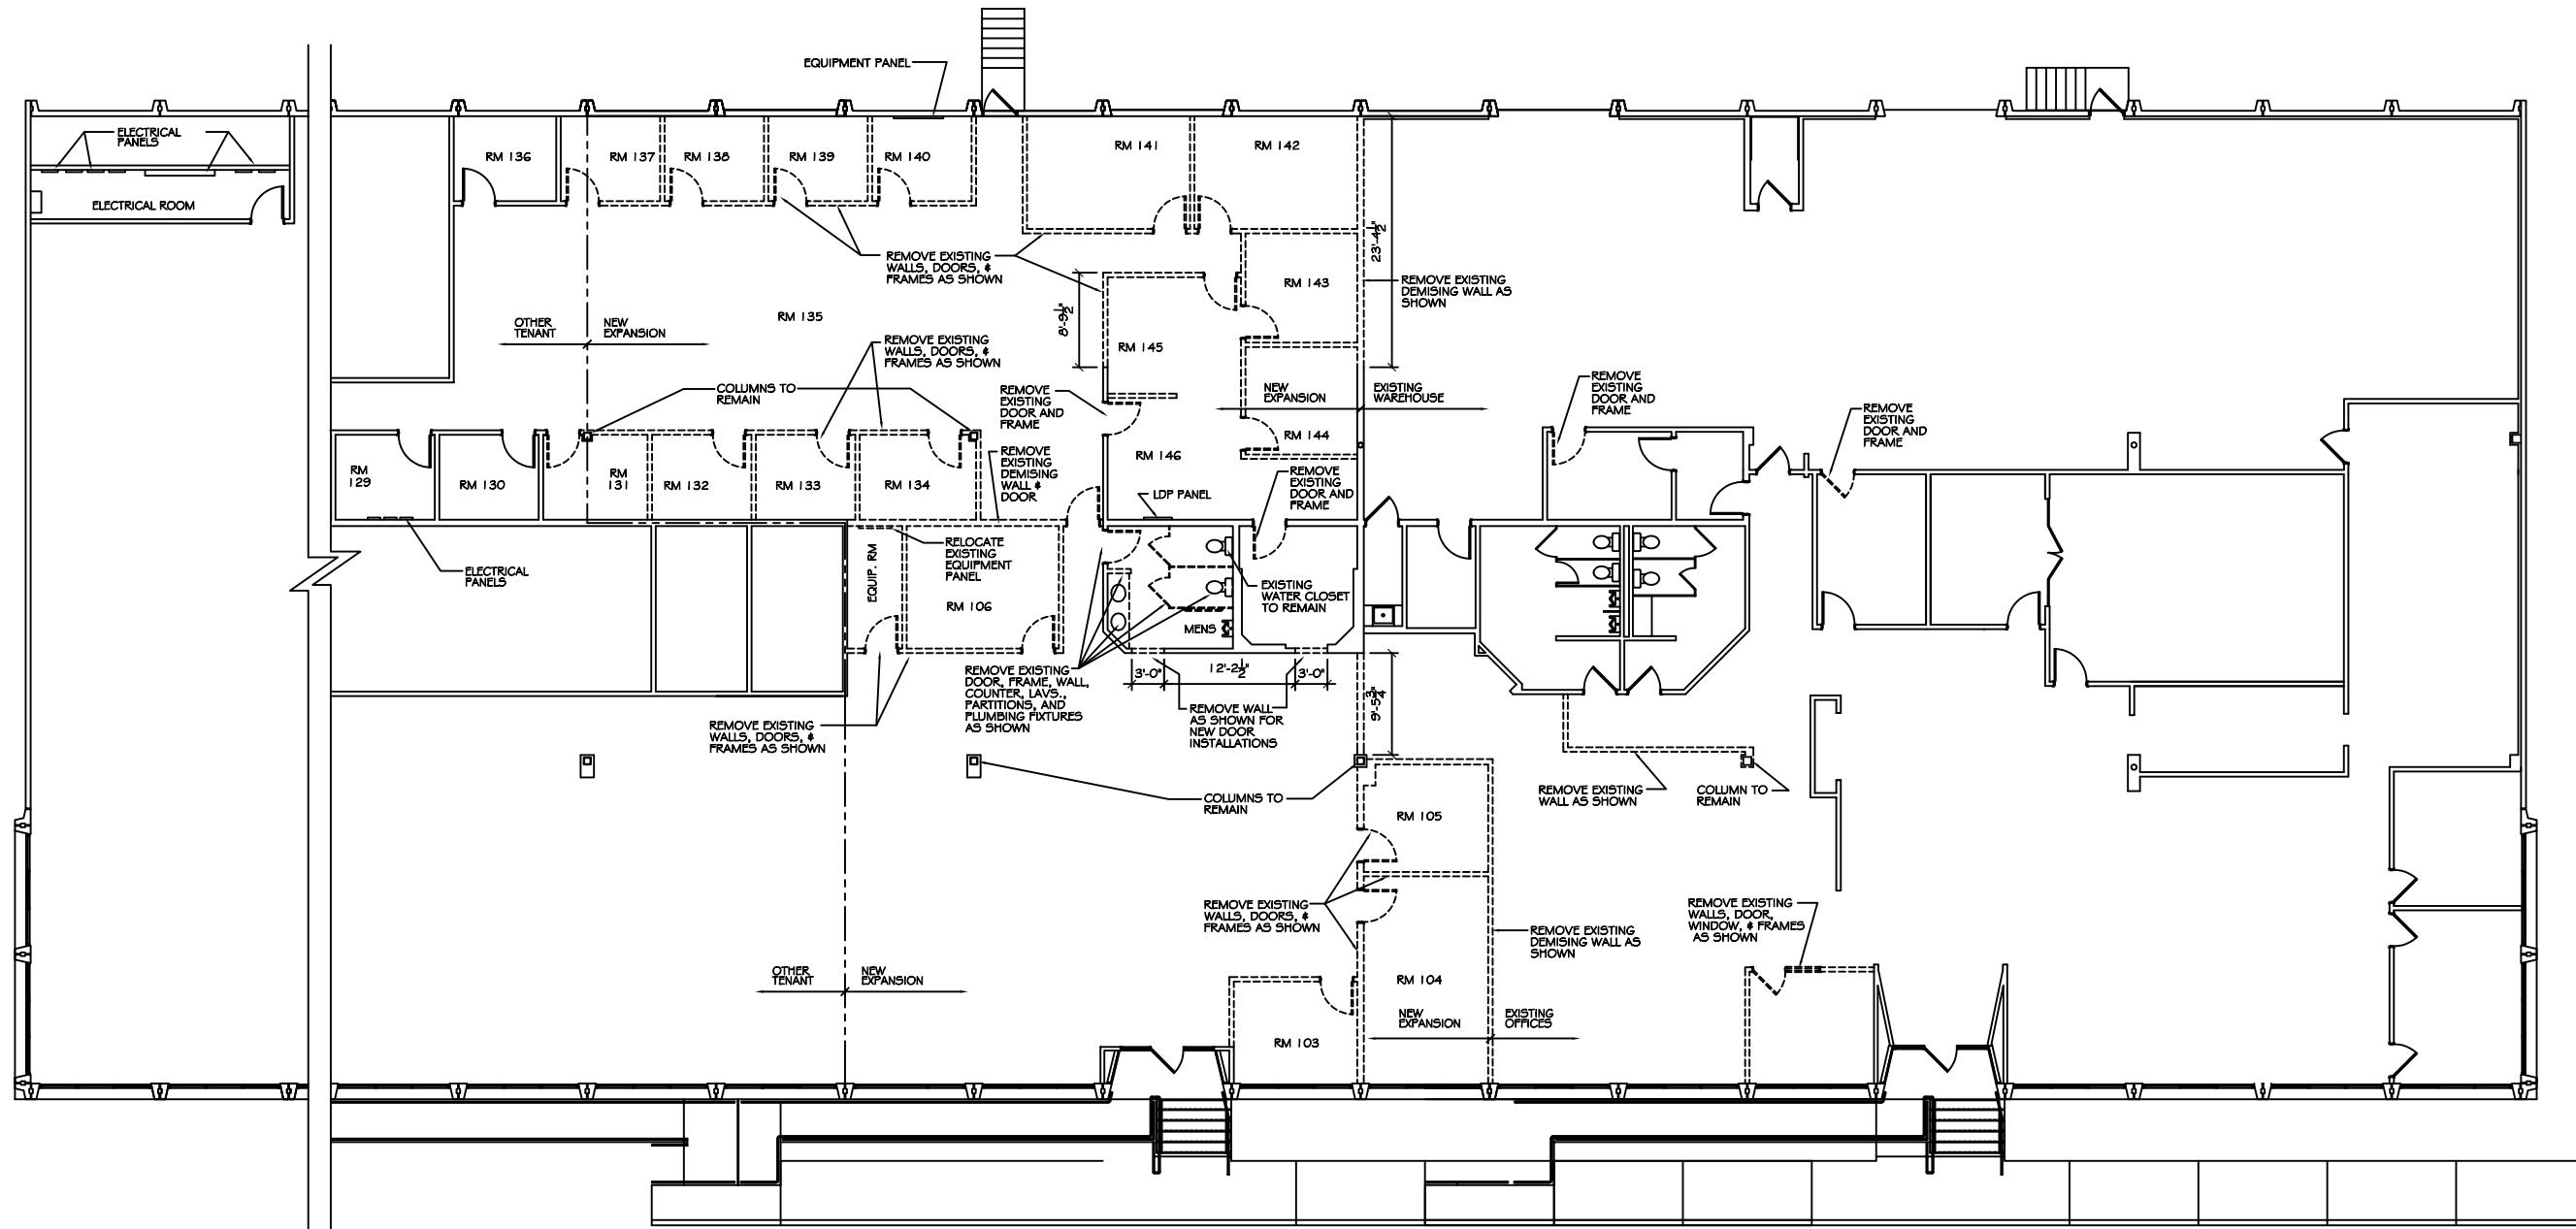 EQUIPMENT PANEL
ELECTRICAL
PANELS
ELECTRICAL ROOM
RM 136
RM 137
RM 138
RM 139
RM 140
RM 141
RM 142
REMOVE EXISTING
WALLS, DOORS, &
FRAMES AS SHOWN
23'-4½"
RM 143
REMOVE EXISTING
DEMISING WALL AS
SHOWN
OTHER
TENANT
NEW
EXPANSION
RM 135
8'-9½"
REMOVE EXISTING
WALLS, DOORS, &
FRAMES AS SHOWN
RM 145
COLUMNS TO
REMAIN
REMOVE
EXISTING
DOOR AND
FRAME
NEW
EXPANSION
EXISTING
WAREHOUSE
REMOVE
EXISTING
DOOR AND
FRAME
REMOVE
EXISTING
DOOR AND
FRAME
RM 144
RM
129
RM 130
RM
131
RM 132
RM 133
RM 134
REMOVE
EXISTING
DEMISING
WALL &
DOOR
RM 146
REMOVE
EXISTING
DOOR AND
FRAME
LDP PANEL
ELECTRICAL
PANELS
EQUIP. RM
RELOCATE
EXISTING
EQUIPMENT
PANEL
RM 106
EXISTING
WATER CLOSET
TO REMAIN
MENS
REMOVE EXISTING
DOOR, FRAME, WALL,
COUNTER, LAVS.,
PARTITIONS, AND
PLUMBING FIXTURES
AS SHOWN
3'-0"
12'-2½"
3'-0"
9'-5¾"
REMOVE EXISTING
WALLS, DOORS, &
FRAMES AS SHOWN
REMOVE WALL
AS SHOWN FOR
NEW DOOR
INSTALLATIONS
COLUMNS TO
REMAIN
REMOVE EXISTING
WALL AS SHOWN
COLUMN TO
REMAIN
RM 105
REMOVE EXISTING
WALLS, DOORS, &
FRAMES AS SHOWN
REMOVE EXISTING
DEMISING WALL AS
SHOWN
REMOVE EXISTING
WALLS, DOOR,
WINDOW, & FRAMES
AS SHOWN
OTHER
TENANT
NEW
EXPANSION
RM 104
NEW
EXPANSION
EXISTING
OFFICES
RM 103